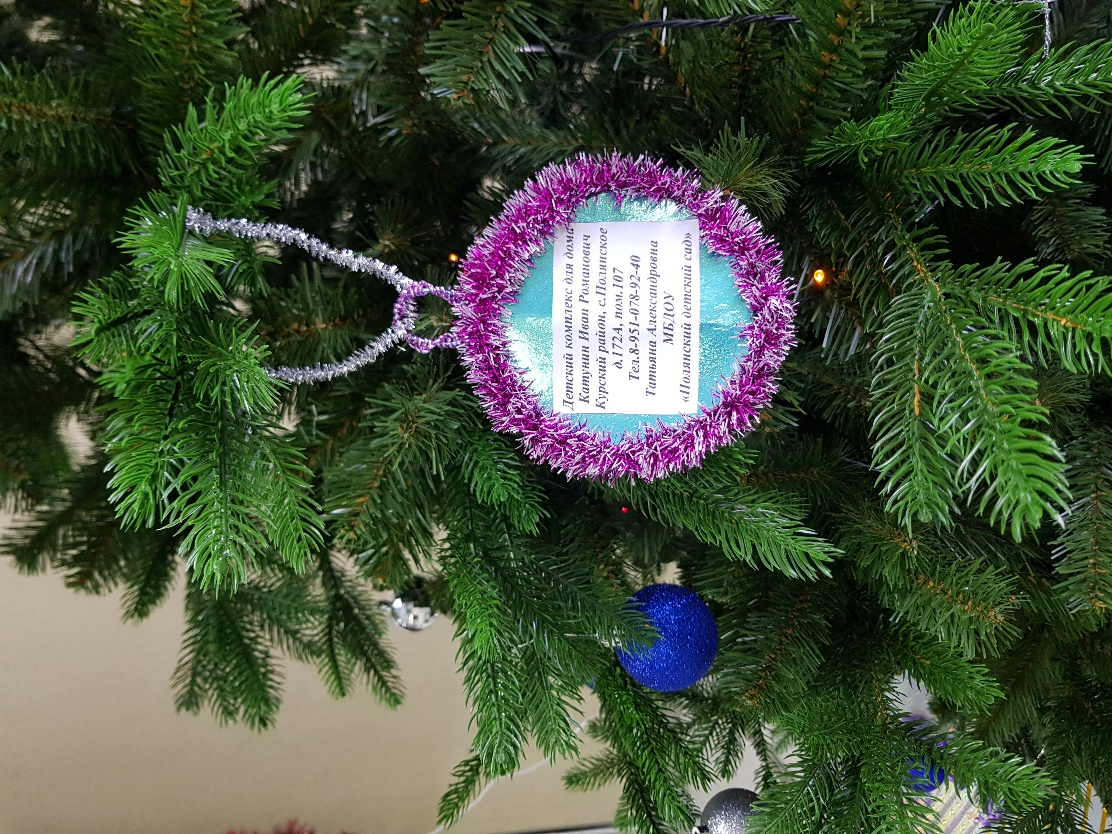 Детский комплекс для дома
Катунин Иван Романович
Курский район, с.Полянское
д.172А, пом.107
Тел.8-951-078-92-40
Татьяна Александровна
МБДОУ
«Полянский детский сад»